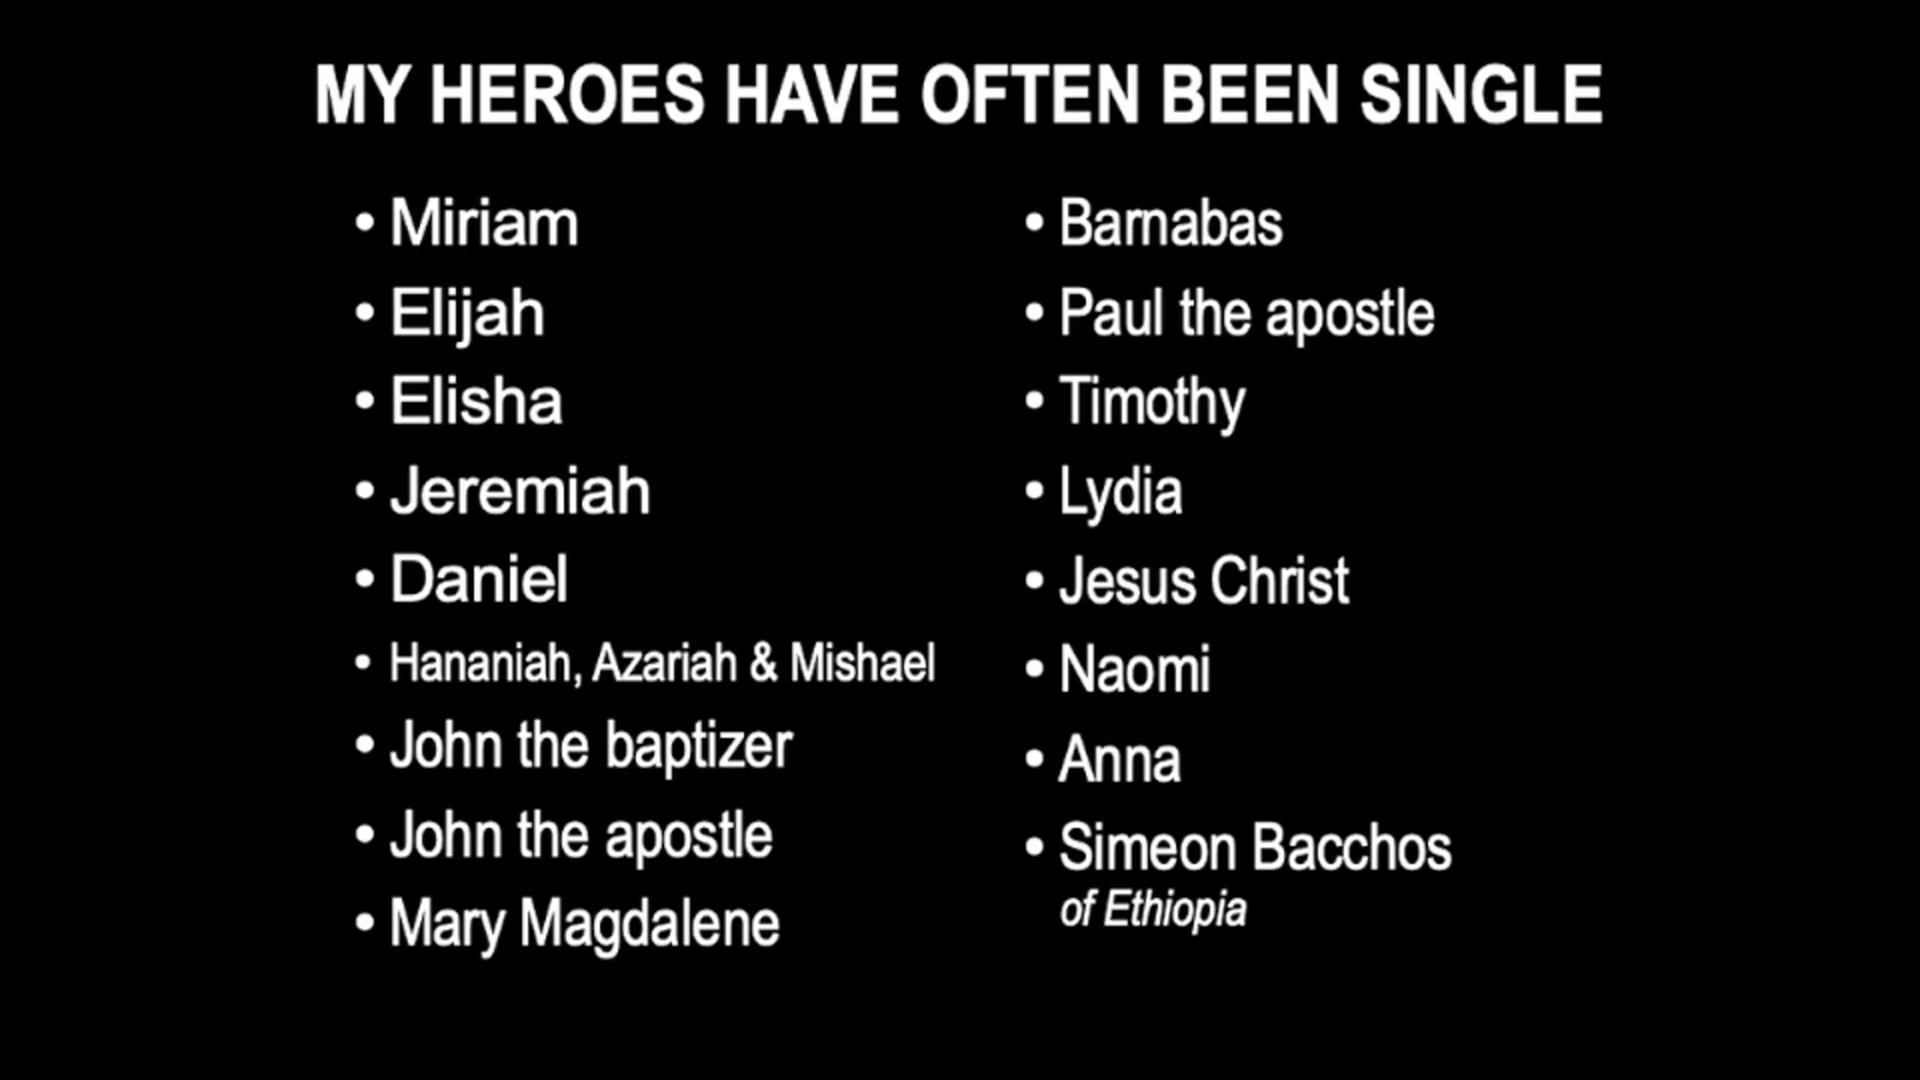 MY HEROES HAVE OFTEN BEEN SINGLE
• Miriam
• Elijah
• Elisha
• Jeremiah
• Daniel
• Hananiah, Azariah & Mishael
• John the baptizer
• John the apostle
• Mary Magdalene
• Barnabas
• Paul the apostle
• Timothy
• Lydia
• Jesus Christ
• Naomi
• Anna
• Simeon Bacchos
of Ethiopia